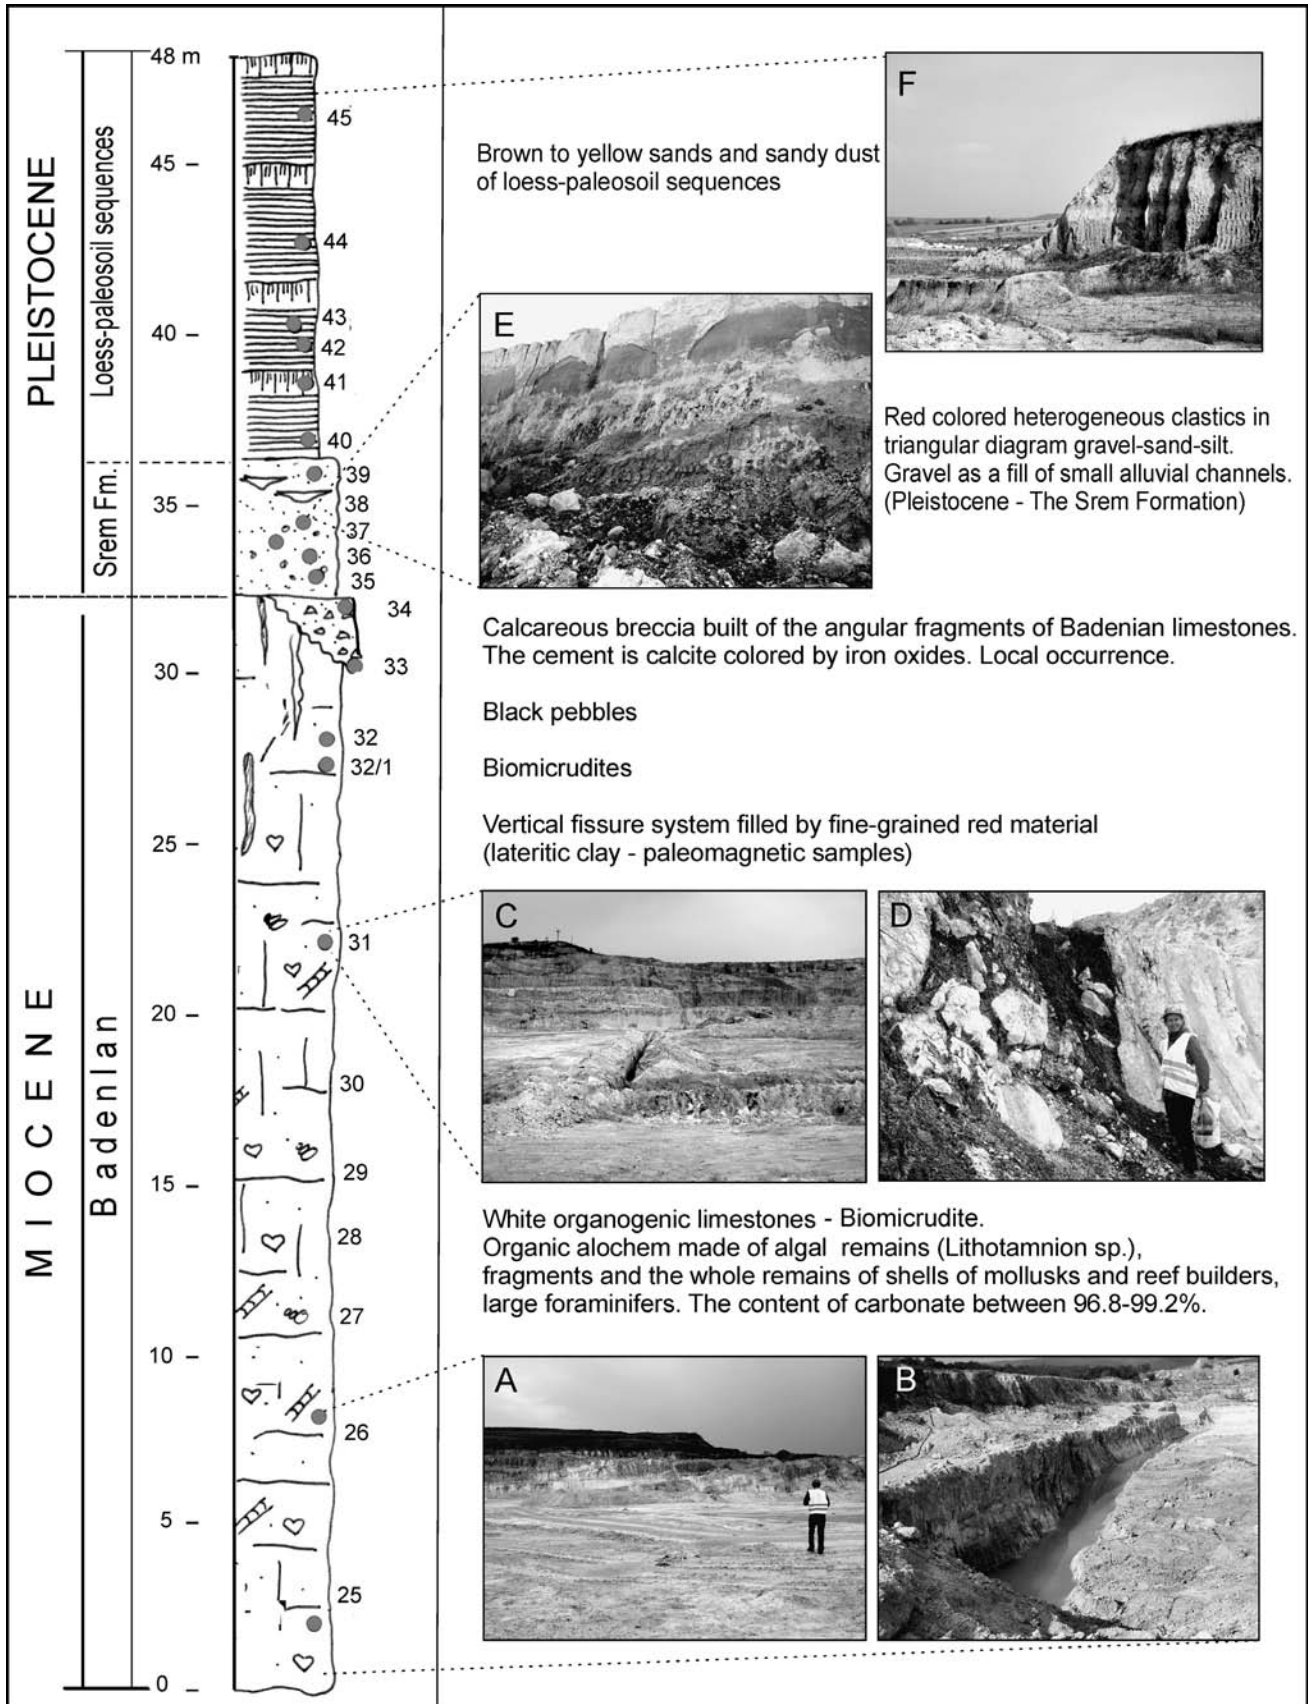 PLEISTOCENE
Loess-paleosoil sequences
Srem Fm.
MIOCENE
Badenlan
48 m
45
40
35
30
25
20
15
10
5
0
45
44
43
42
41
40
39
38
37
36
35
34
33
32
32/1
31
30
29
28
27
26
25
Brown to yellow sands and sandy dust
of loess-paleosoil sequences
F
E
Red colored heterogeneous clastics in
triangular diagram gravel-sand-silt.
Gravel as a fill of small alluvial channels.
(Pleistocene - The Srem Formation)
Calcareous breccia built of the angular fragments of Badenian limestones.
The cement is calcite colored by iron oxides. Local occurrence.
Black pebbles
Biomicrudites
Vertical fissure system filled by fine-grained red material
(lateritic clay - paleomagnetic samples)
C
D
White organogenic limestones - Biomicrudite.
Organic alochem made of algal remains (Lithotamnion sp.),
fragments and the whole remains of shells of mollusks and reef builders,
large foraminifers. The content of carbonate between 96.8-99.2%.
A
B